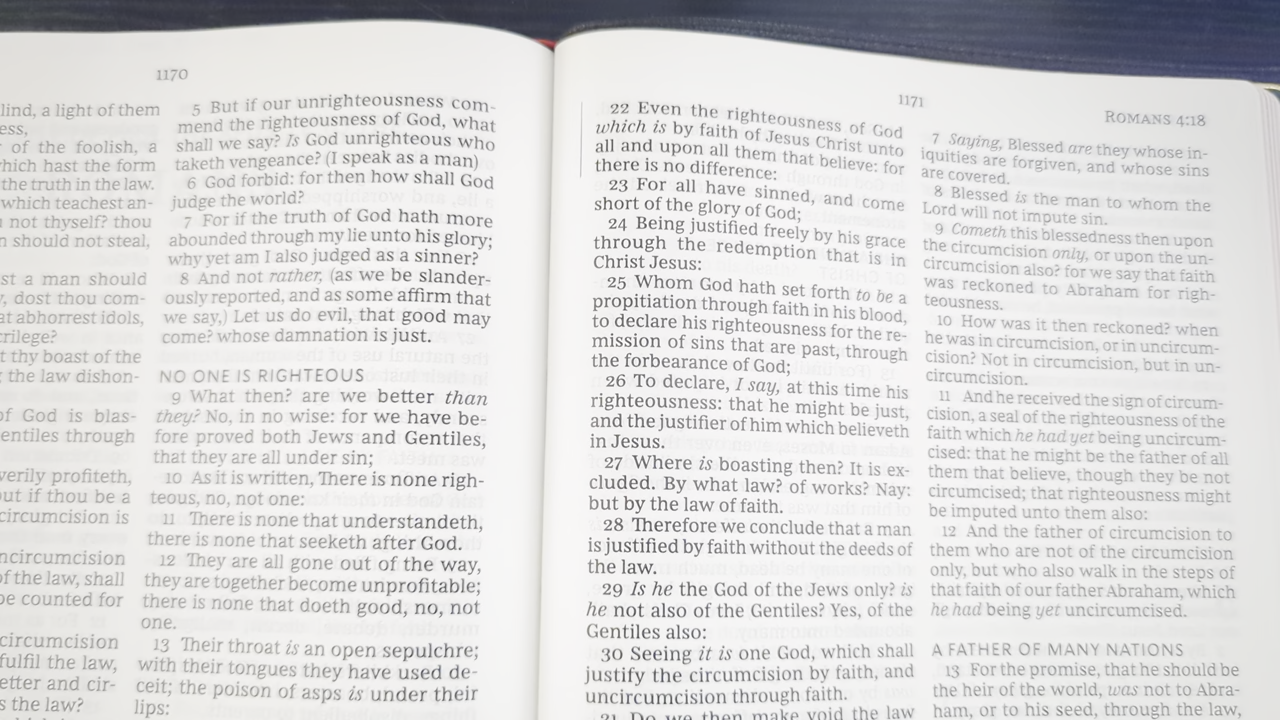 1170
lind, a light of them
ess,
of the foolish, a
which hast the form
the truth in the law.
which teachest an-
not thyself? thou
should not steal,
st a man should
dost thou com-
at abhorrest idols,
crilege?
t thy boast of the
the law dishon-
of God is blas-
entiles through
verily profiteth,
out if thou be a
circumcision is
ncircumcision
of the law, shall
be counted for
circumcision
fulfil the law,
etter and cir-
s the law?
5 But if our unrighteousness com-
mend the righteousness of God, what
shall we say? Is God unrighteous who
taketh vengeance? (I speak as a man)
6 God forbid: for then how shall God
judge the world?
7 For if the truth of God hath more
abounded through my lie unto his glory;
why yet am I also judged as a sinner?
8 And not rather, (as we be slander-
ously reported, and as some affirm that
we say,) Let us do evil, that good may
come? whose damnation is just.
NO ONE IS RIGHTEOUS
9 What then? are we better than
they? No, in no wise: for we have be-
fore proved both Jews and Gentiles,
that they are all under sin;
10 As it is written, There is none righ-
teous, no, not one:
11 There is none that understandeth,
there is none that seeketh after God.
12 They are all gone out of the way,
they are together become unprofitable;
there is none that doeth good, no, not
one.
13 Their throat is an open sepulchre;
with their tongues they have used de-
ceit; the poison of asps is under their
lips:
1171
ROMANS 4:18
22 Even the righteousness of God
which is by faith of Jesus Christ unto
all and upon all them that believe: for
there is no difference:
23 For all have sinned, and come
short of the glory of God;
24 Being justified freely by his grace
through the redemption that is in
Christ Jesus:
25 Whom God hath set forth to be a
propitiation through faith in his blood,
to declare his righteousness for the re-
mission of sins that are past, through
the forbearance of God;
26 To declare, I say, at this time his
righteousness: that he might be just,
and the justifier of him which believeth
in Jesus.
27 Where is boasting then? It is ex-
cluded. By what law? of works? Nay:
but by the law of faith.
28 Therefore we conclude that a man
is justified by faith without the deeds of
the law.
29 Is he the God of the Jews only? is
he not also of the Gentiles? Yes, of the
Gentiles also:
30 Seeing it is one God, which shall
justify the circumcision by faith, and
uncircumcision through faith.
31 Do we then make void the law
7 Saying, Blessed are they whose in-
iquities are forgiven, and whose sins
are covered.
8 Blessed is the man to whom the
Lord will not impute sin.
9 Cometh this blessedness then upon
the circumcision only, or upon the un-
circumcision also? for we say that faith
was reckoned to Abraham for righ-
teousness.
10 How was it then reckoned? when
he was in circumcision, or in uncircum-
cision? Not in circumcision, but in un-
circumcision.
11 And he received the sign of circum-
cision, a seal of the righteousness of the
faith which he had yet being uncircum-
cised: that he might be the father of all
them that believe, though they be not
circumcised; that righteousness might
be imputed unto them also:
12 And the father of circumcision to
them who are not of the circumcision
only, but who also walk in the steps of
that faith of our father Abraham, which
he had being yet uncircumcised.
A FATHER OF MANY NATIONS
13 For the promise, that he should be
the heir of the world, was not to Abra-
ham, or to his seed, through the law,